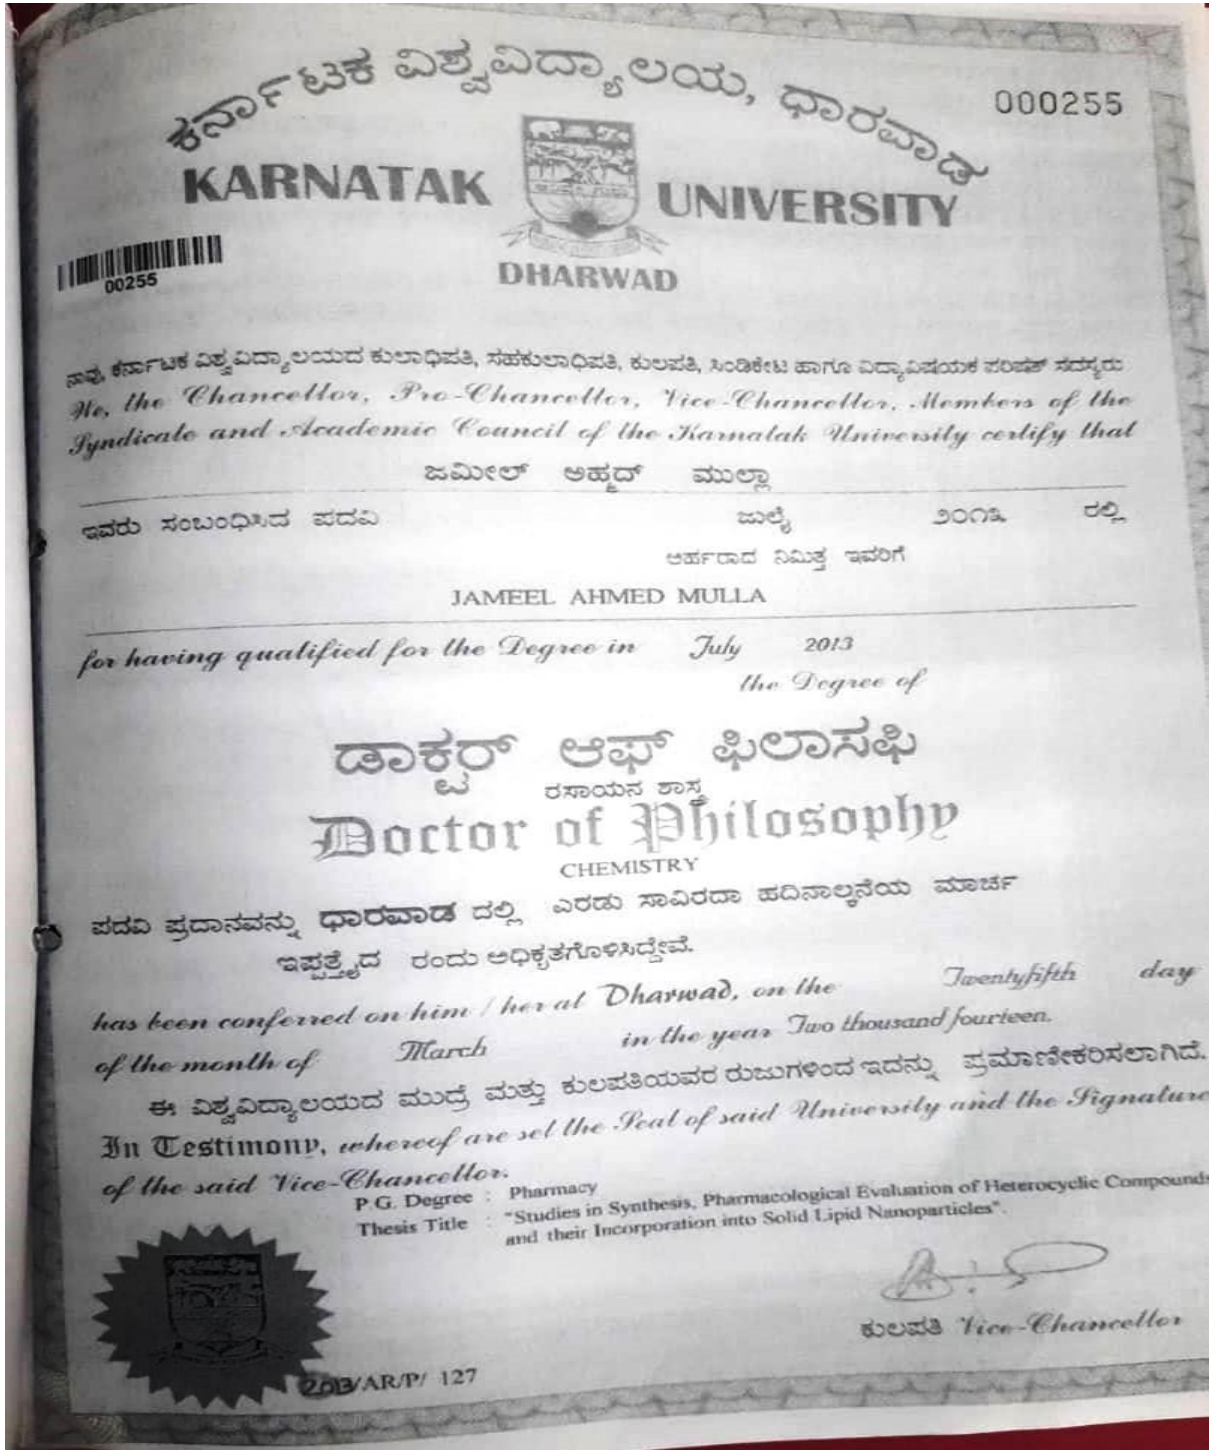 ಕರ್ನಾಟಕ ವಿಶ್ವವಿದ್ಯಾಲಯ, ಧಾರವಾಡ
000255
KARNATAK UNIVERSITY
DHARWAD
00255
ನಾವು, ಕರ್ನಾಟಕ ವಿಶ್ವವಿದ್ಯಾಲಯದ ಕುಲಾಧಿಪತಿ, ಸಹಕುಲಾಧಿಪತಿ, ಕುಲಪತಿ, ಸಿಂಡಿಕೇಟ ಹಾಗೂ ವಿದ್ಯಾವಿಷಯಕ ಪರಿಷತ್ ಸದಸ್ಯರು
We, the Chancellor, Pro-Chancellor, Vice-Chancellor, Members of the
Syndicate and Academic Council of the Karnatak University certify that
ಜಮೀಲ್ ಅಹ್ಮದ್ ಮುಲ್ಲಾ
ಇವರು ಸಂಬಂಧಿಸಿದ ಪದವಿ ಜುಲೈ ೨೦೧೩ ರಲ್ಲಿ
ಅರ್ಹರಾದ ನಿಮಿತ್ತ ಇವರಿಗೆ
JAMEEL AHMED MULLA
for having qualified for the Degree in July 2013
the Degree of
ಡಾಕ್ಟರ್ ಆಫ್ ಫಿಲಾಸಫಿ
ರಸಾಯನ ಶಾಸ್ತ್ರ
Doctor of Philosophy
CHEMISTRY
ಪದವಿ ಪ್ರದಾನವನ್ನು ಧಾರವಾಡ ದಲ್ಲಿ ಎರಡು ಸಾವಿರದಾ ಹದಿನಾಲ್ಕನೆಯ ಮಾರ್ಚ
ಇಪ್ಪತ್ತೈದ ರಂದು ಅಧಿಕೃತಗೊಳಿಸಿದ್ದೇವೆ.
has been conferred on him / her at Dharwad, on the Twentyfifth day
of the month of March in the year Two thousand fourteen.
ಈ ವಿಶ್ವವಿದ್ಯಾಲಯದ ಮುದ್ರೆ ಮತ್ತು ಕುಲಪತಿಯವರ ರುಜುಗಳಿಂದ ಇದನ್ನು ಪ್ರಮಾಣೀಕರಿಸಲಾಗಿದೆ.
In Testimony, whereof are set the Seal of said University and the Signature
of the said Vice-Chancellor.
P.G. Degree : Pharmacy
Thesis Title : "Studies in Synthesis, Pharmacological Evaluation of Heterocyclic Compounds
and their Incorporation into Solid Lipid Nanoparticles".
ಕುಲಪತಿ Vice-Chancellor
2013/AR/P/ 127